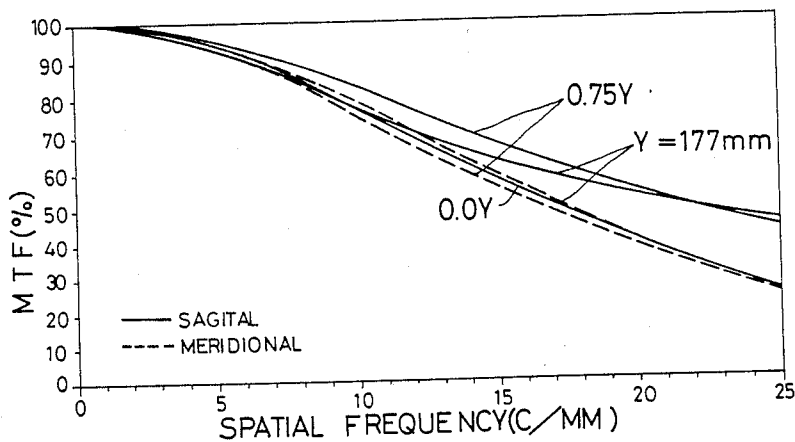 100
90
80
70
60
50
40
30
20
10
0
MTF(%)
0.75Y
Y=177mm
0.0Y
SAGITAL
MERIDIONAL
0
5
10
15
20
25
SPATIAL FREQUENCY(C/MM)